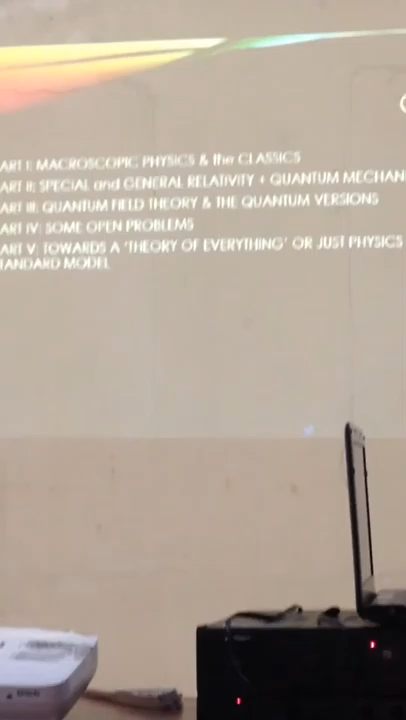 ART I: MACROSCOPIC PHYSICS & the CLASSICS
ART II: SPECIAL and GENERAL RELATIVITY + QUANTUM MECHAN
ART III: QUANTUM FIELD THEORY & THE QUANTUM VERSIONS
ART IV: SOME OPEN PROBLEMS
ART V: TOWARDS A 'THEORY OF EVERYTHING' OR JUST PHYSICS
TANDARD MODEL